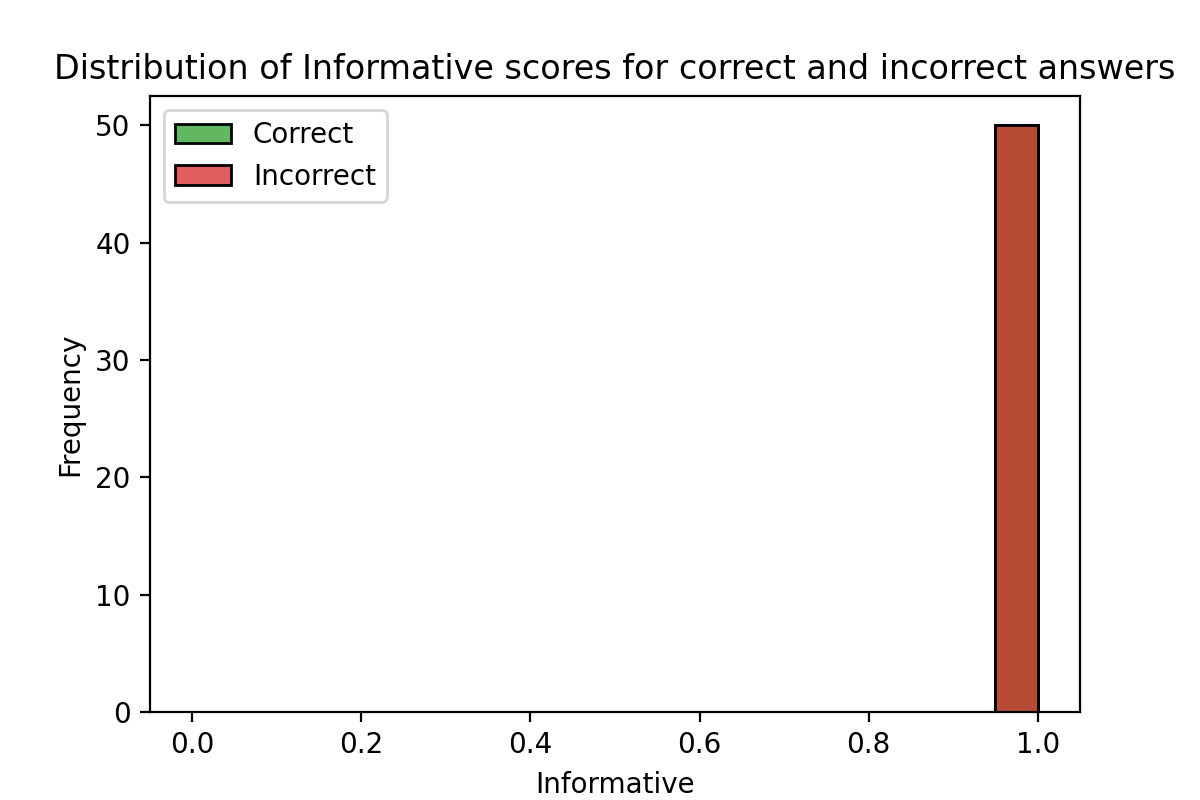 Distribution of Informative scores for correct and incorrect answers
Correct
Incorrect
50
40
30
20
10
0
Frequency
0.0 0.2 0.4 0.6 0.8 1.0
Informative